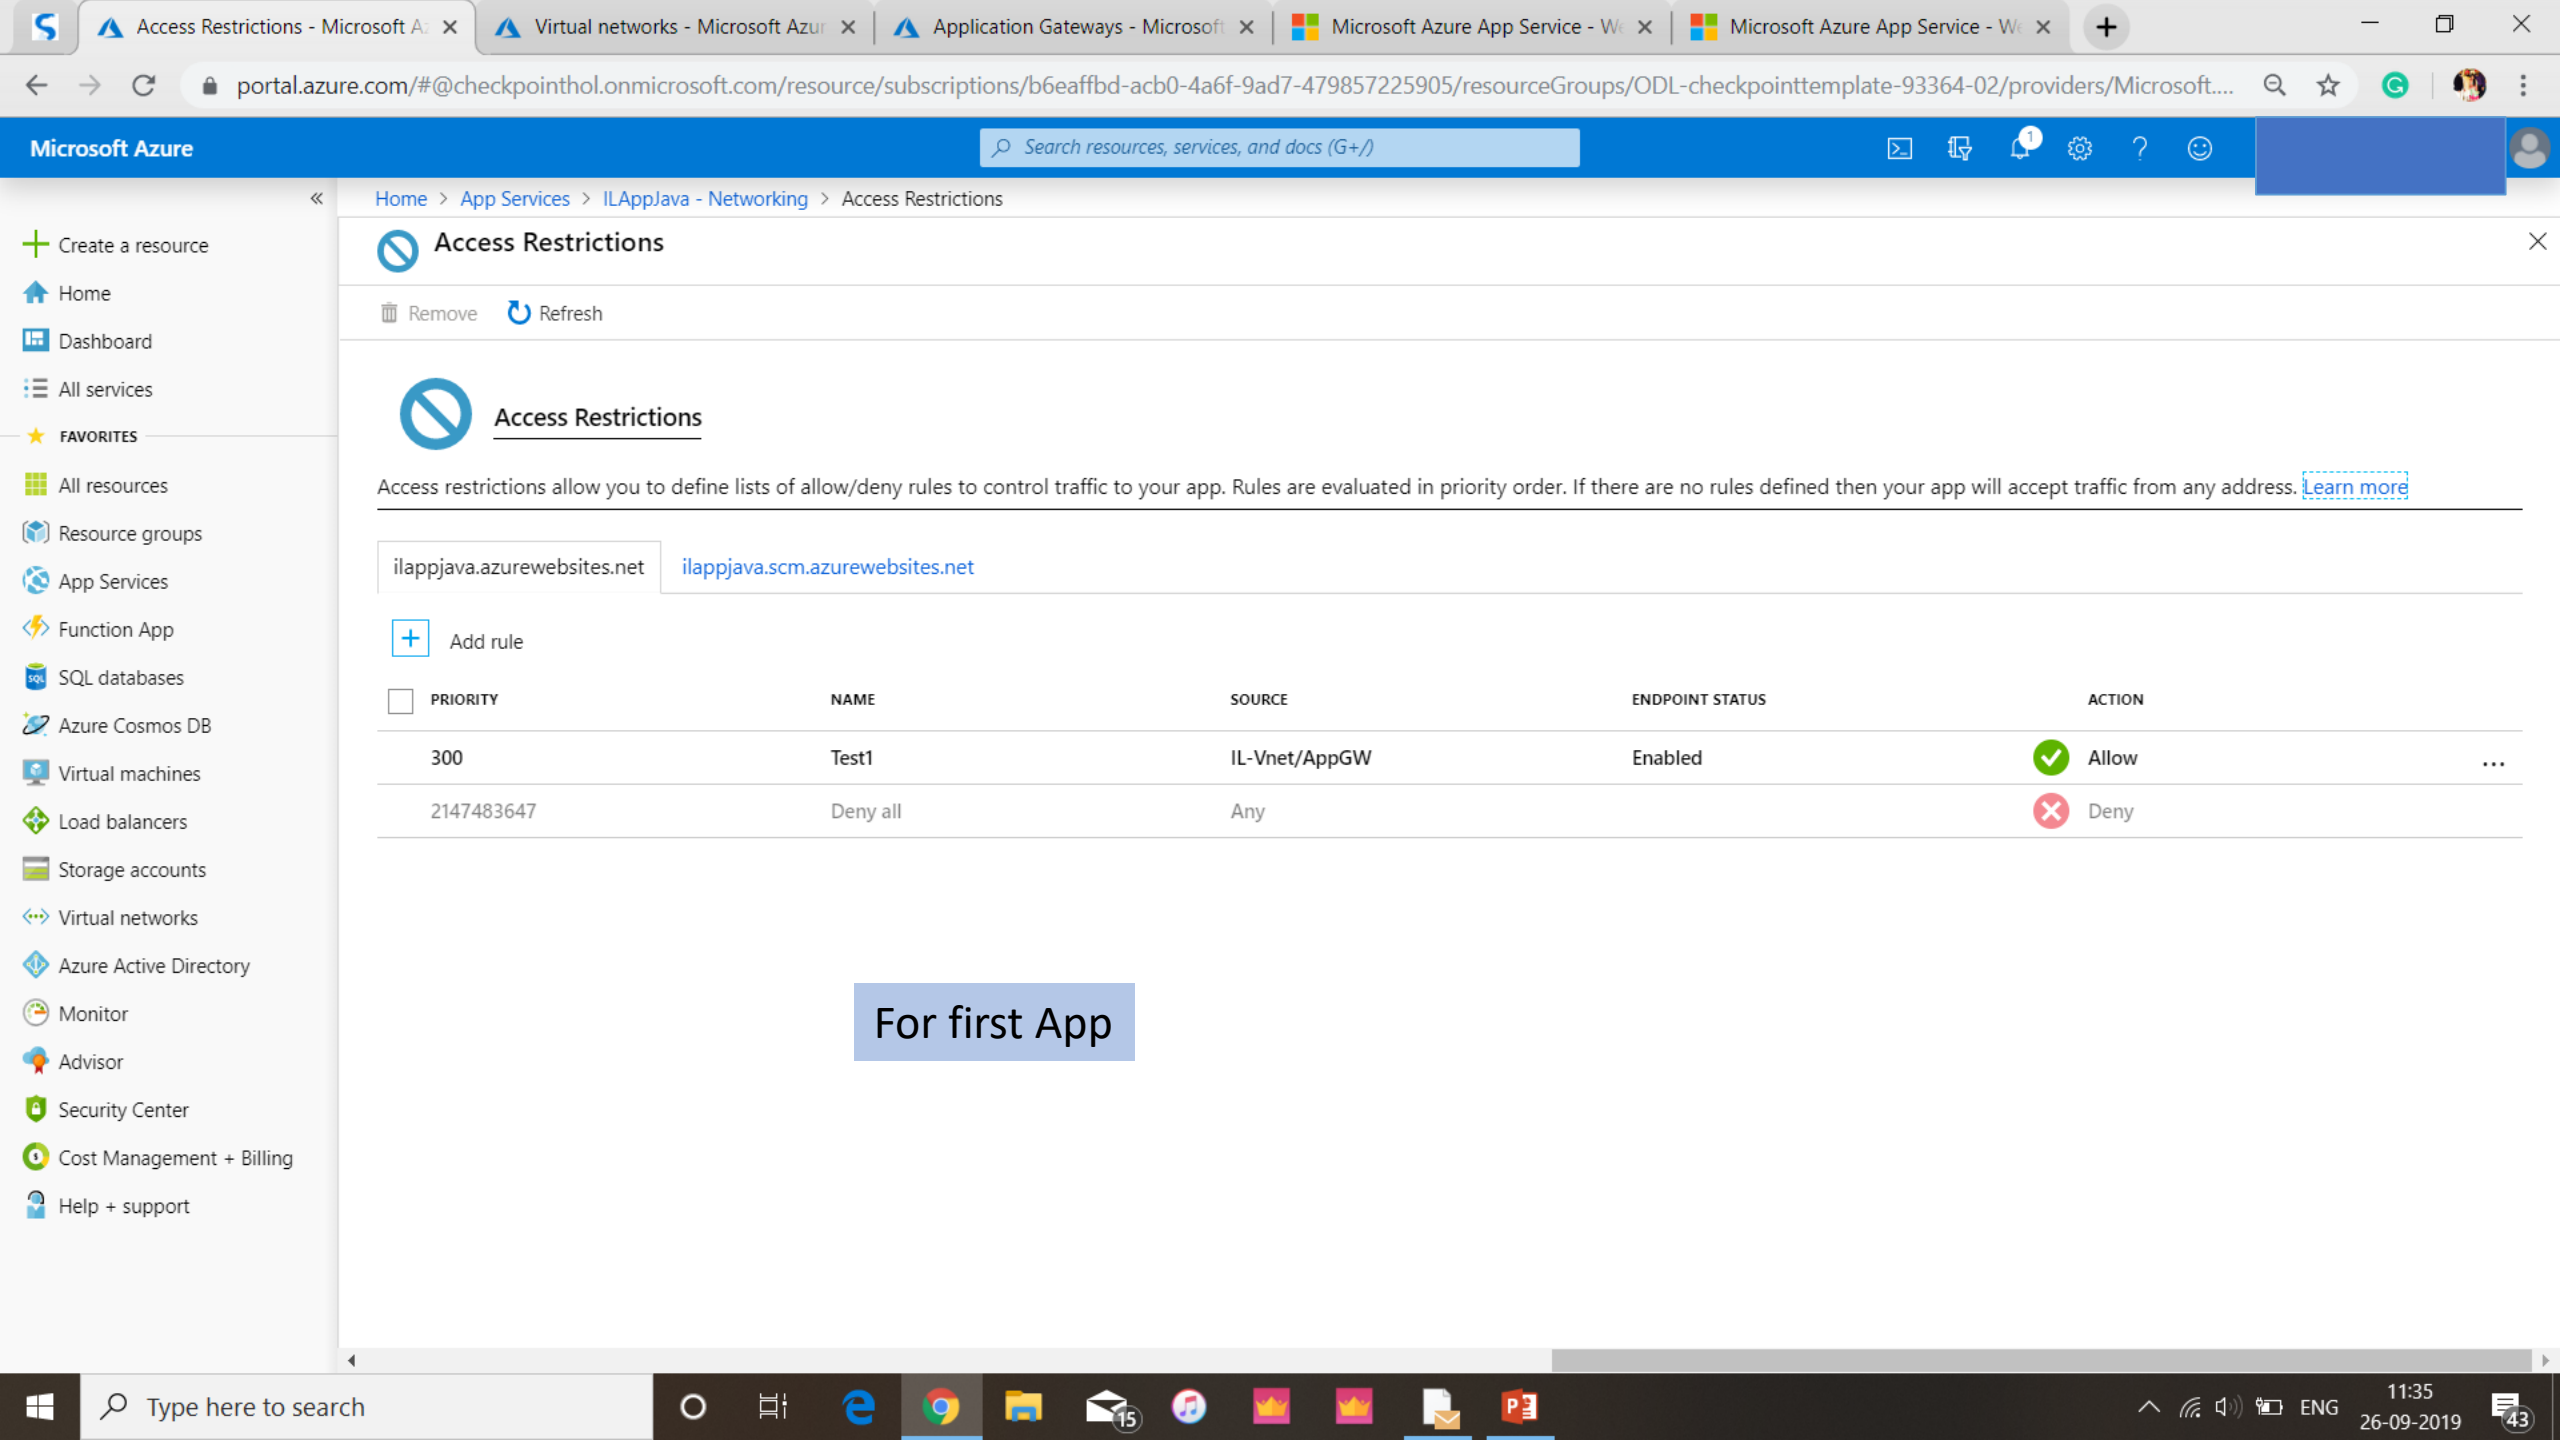 Access Restrictions - Microsoft Az
Virtual networks - Microsoft Azur
Application Gateways - Microsoft
Microsoft Azure App Service - We
Microsoft Azure App Service - We
portal.azure.com/#@checkpointhol.onmicrosoft.com/resource/subscriptions/b6eaffbd-acb0-4a6f-9ad7-479857225905/resourceGroups/ODL-checkpointtemplate-93364-02/providers/Microsoft....
Microsoft Azure
Search resources, services, and docs (G+/)
1
Home > App Services > ILAppJava - Networking > Access Restrictions
Create a resource
Home
Dashboard
All services
FAVORITES
All resources
Resource groups
App Services
Function App
SQL databases
Azure Cosmos DB
Virtual machines
Load balancers
Storage accounts
Virtual networks
Azure Active Directory
Monitor
Advisor
Security Center
Cost Management + Billing
Help + support
Access Restrictions
Remove
Refresh
Access Restrictions
Access restrictions allow you to define lists of allow/deny rules to control traffic to your app. Rules are evaluated in priority order. If there are no rules defined then your app will accept traffic from any address. Learn more
ilappjava.azurewebsites.net
ilappjava.scm.azurewebsites.net
Add rule
PRIORITY NAME SOURCE ENDPOINT STATUS ACTION
300 Test1 IL-Vnet/AppGW Enabled Allow ...
2147483647 Deny all Any Deny
For first App
Type here to search
15
ENG
11:35
26-09-2019
43